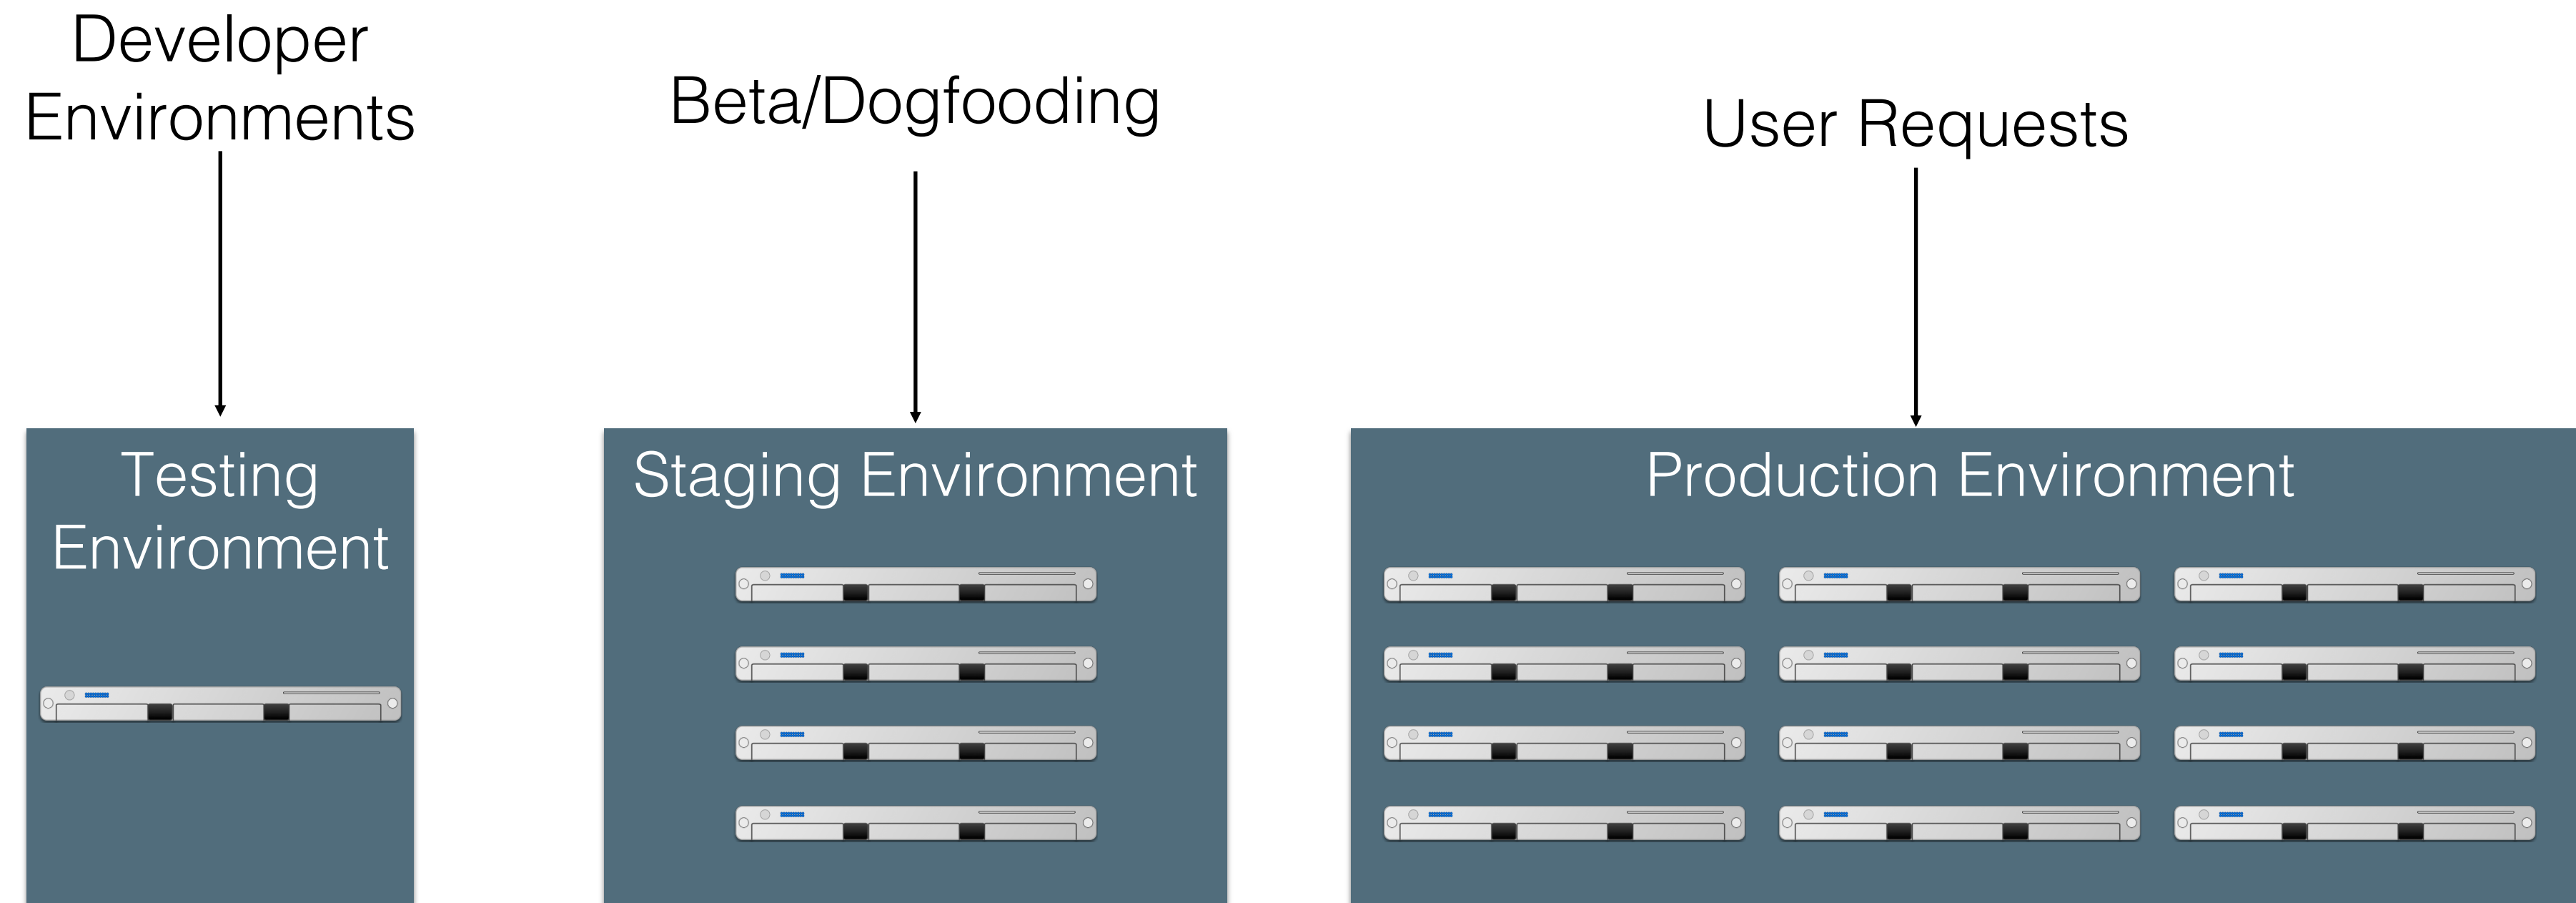 Developer
Environments
Beta/Dogfooding
User Requests
Testing
Environment
Staging Environment
Production Environment